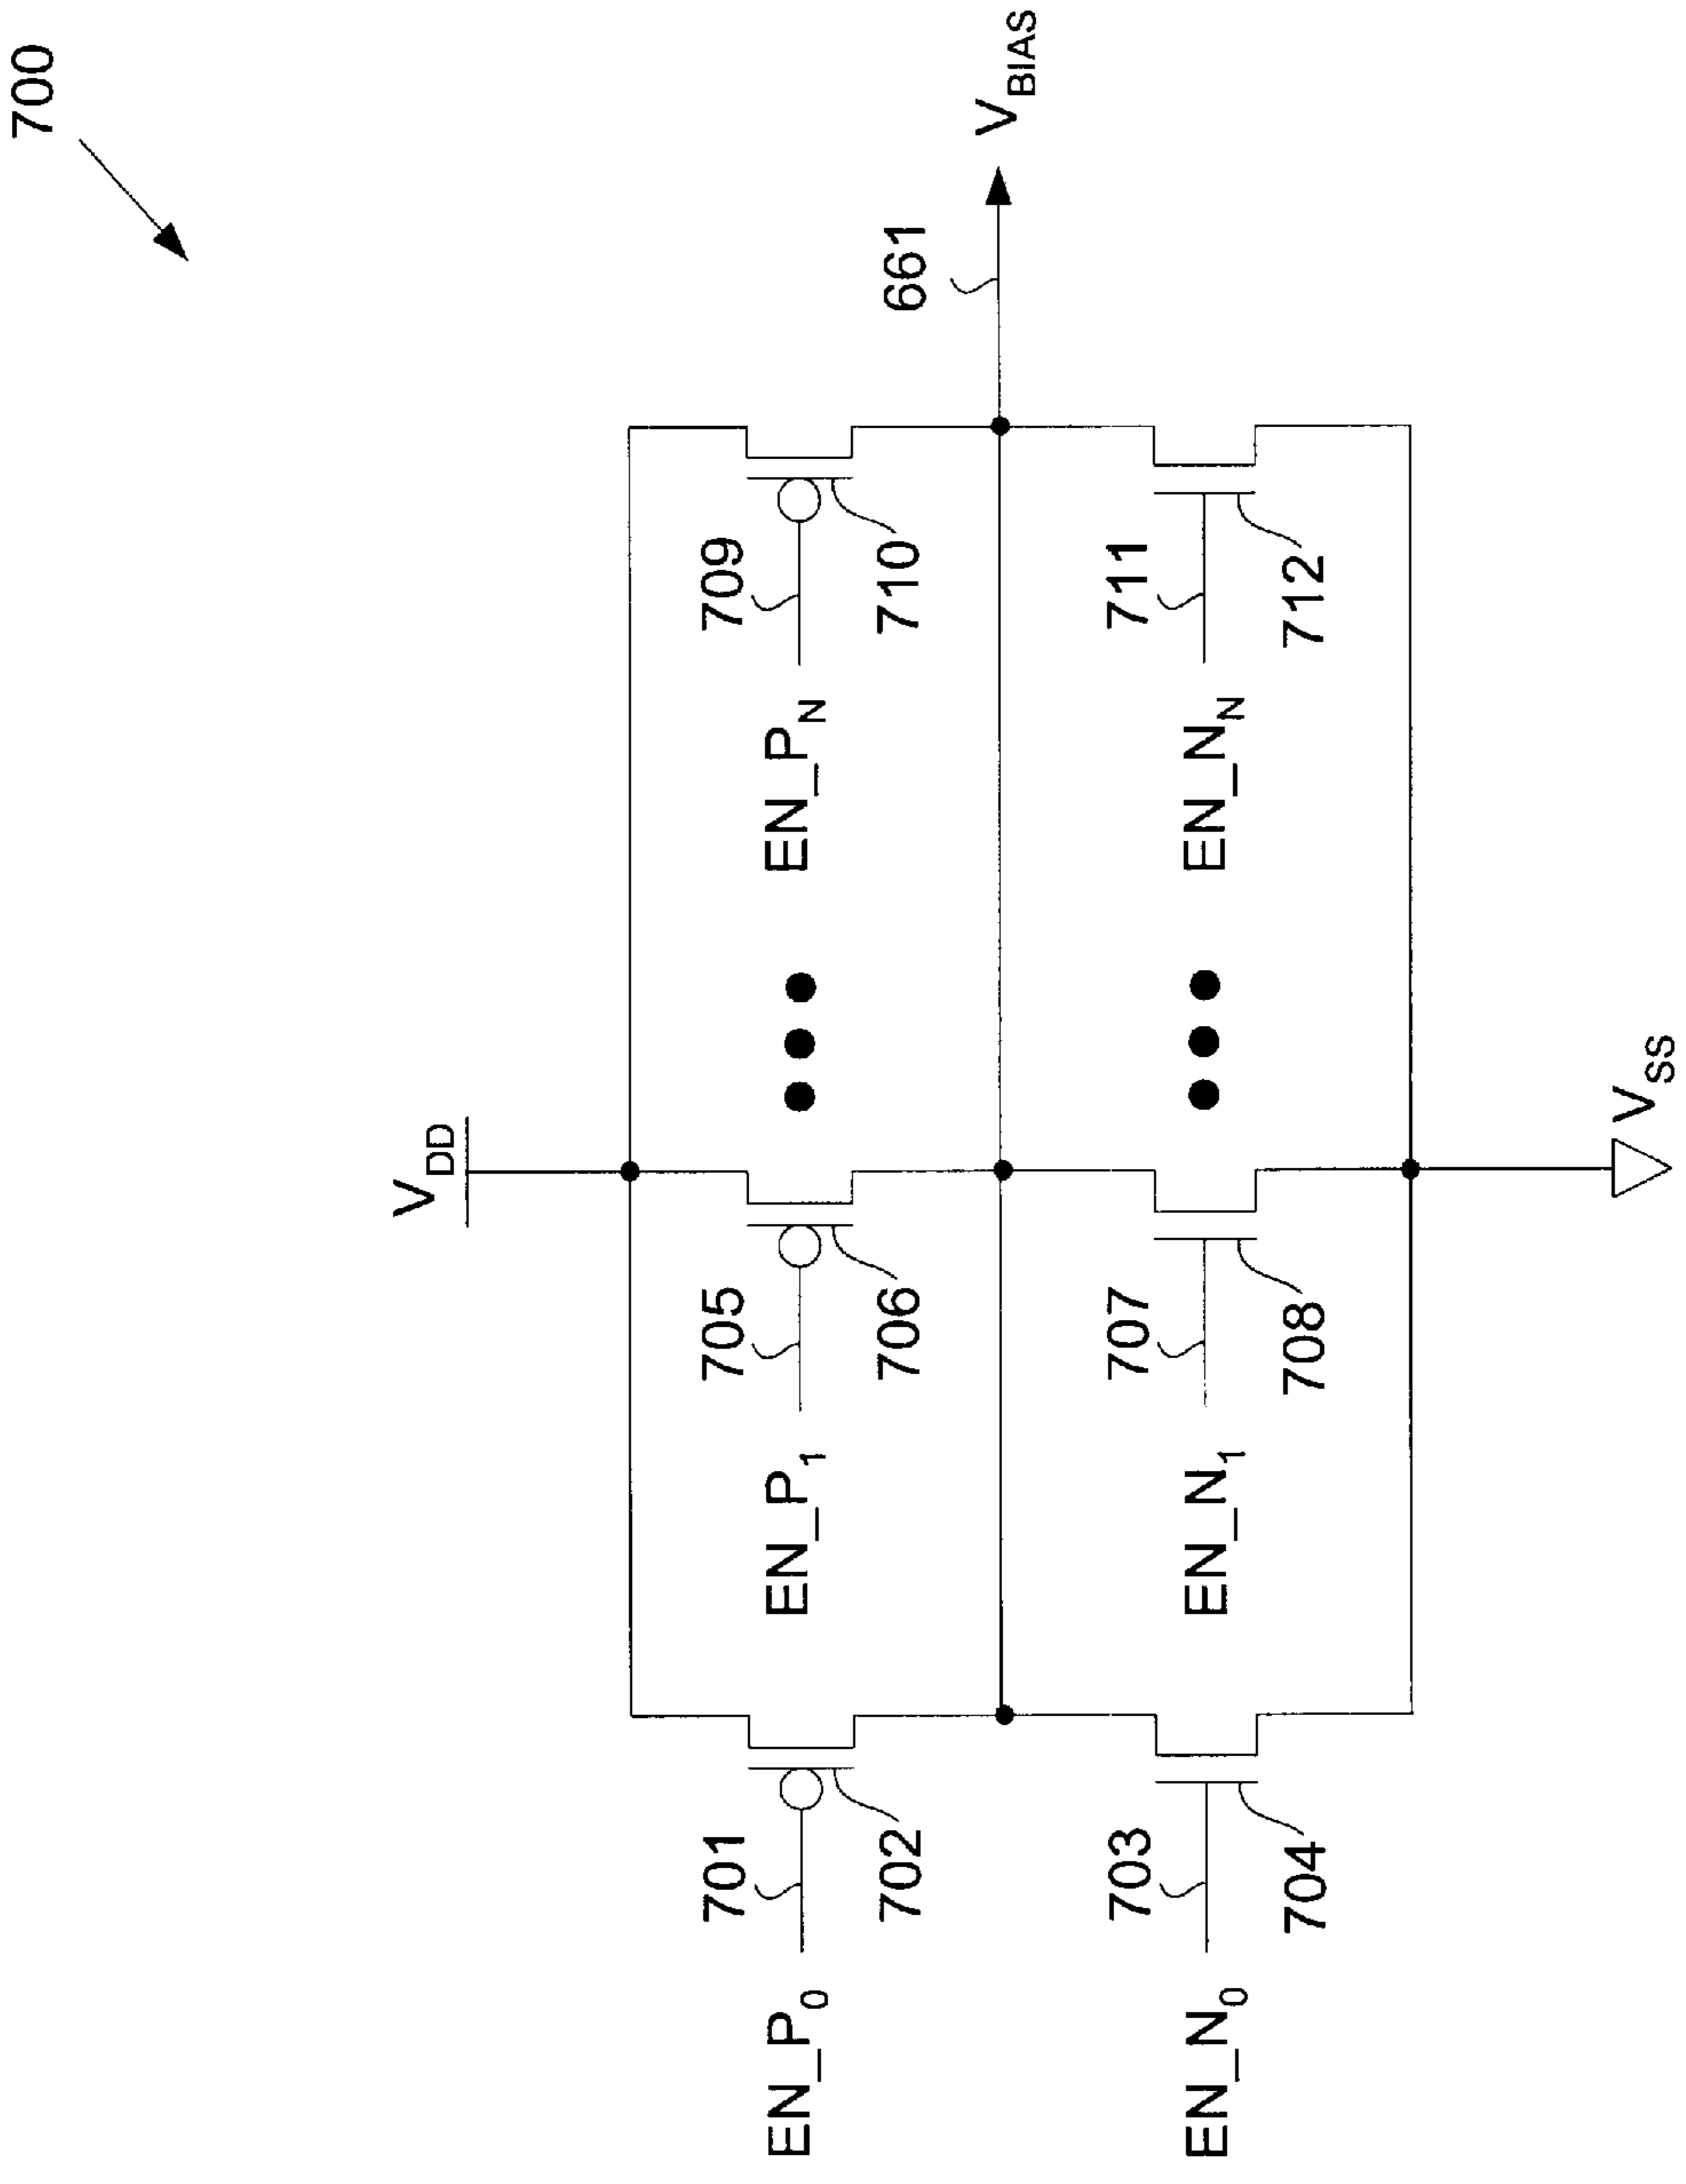 700
V_DD
701
EN_P_0
702
705
EN_P_1
706
709
EN_P_N
710
661
V_BIAS
703
EN_N_0
704
707
EN_N_1
708
711
EN_N_N
712
V_SS